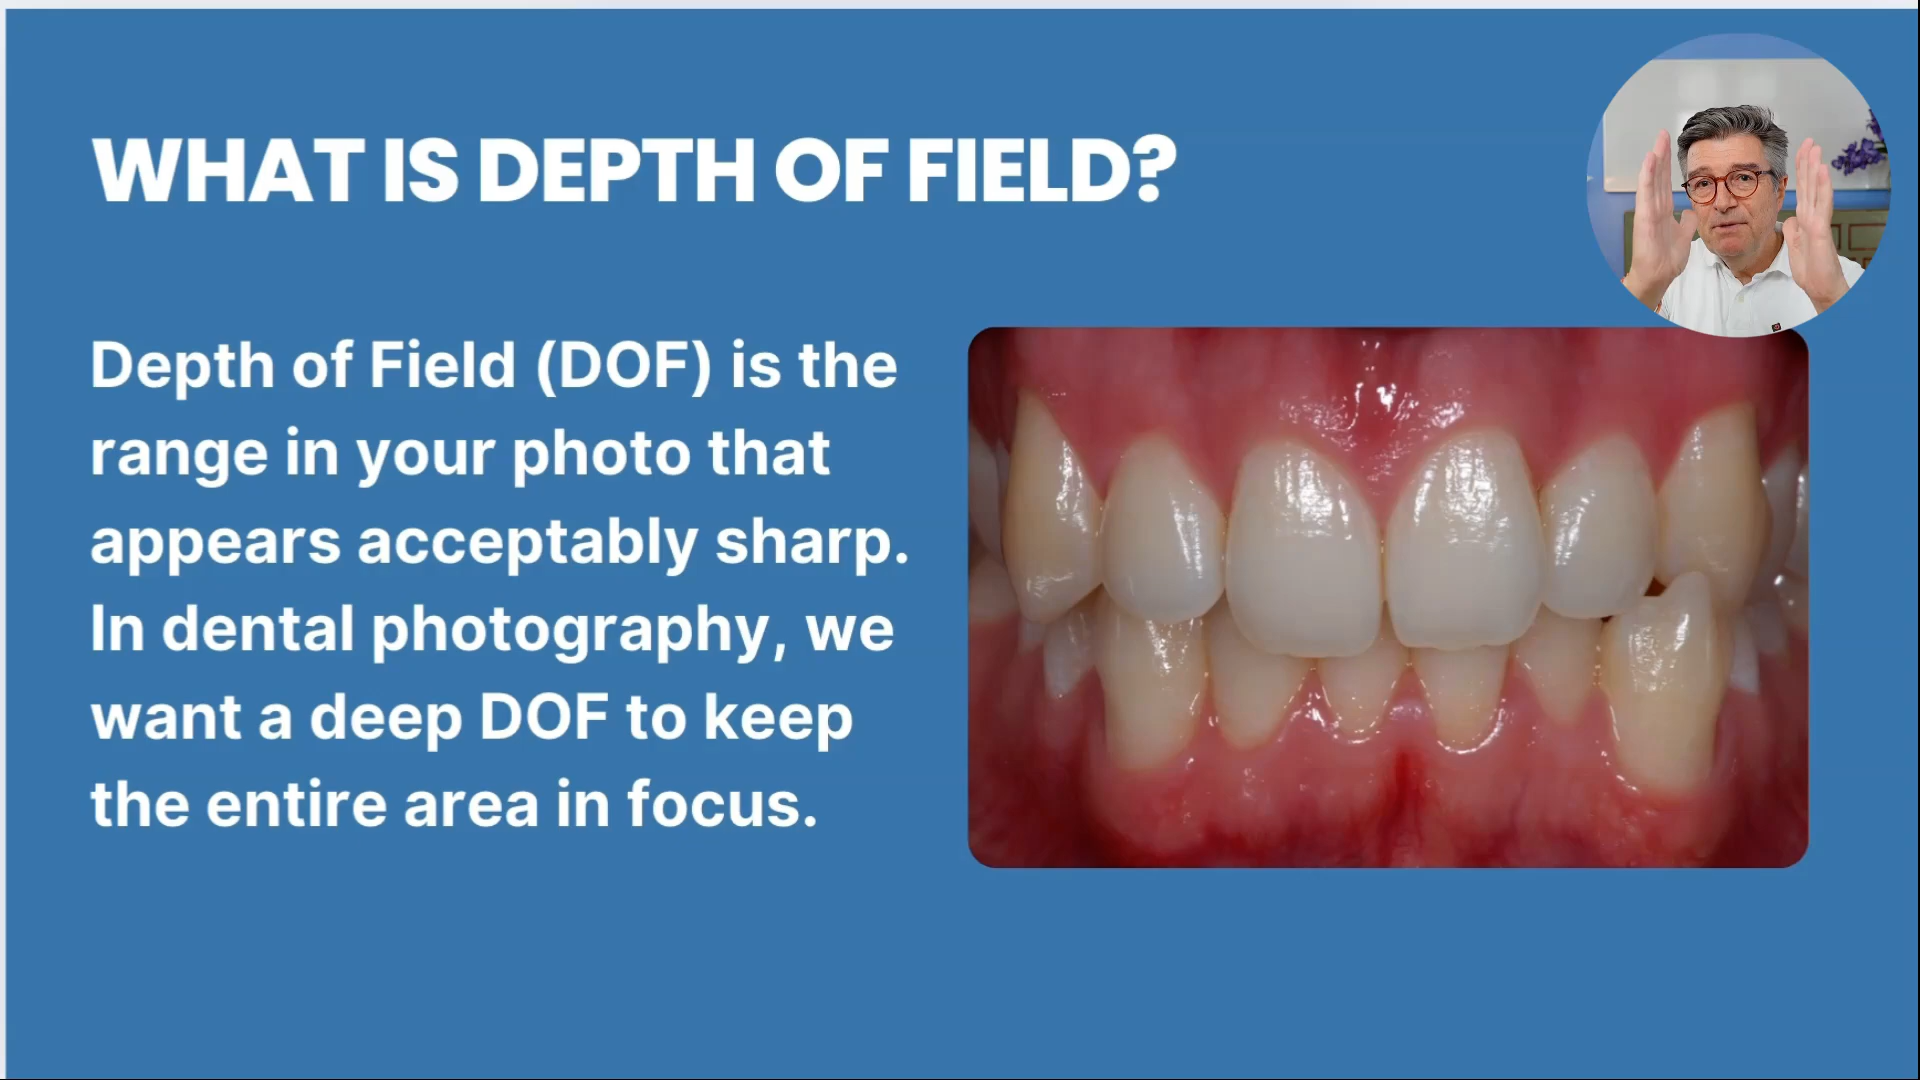 WHAT IS DEPTH OF FIELD?
Depth of Field (DOF) is the
range in your photo that
appears acceptably sharp.
In dental photography, we
want a deep DOF to keep
the entire area in focus.